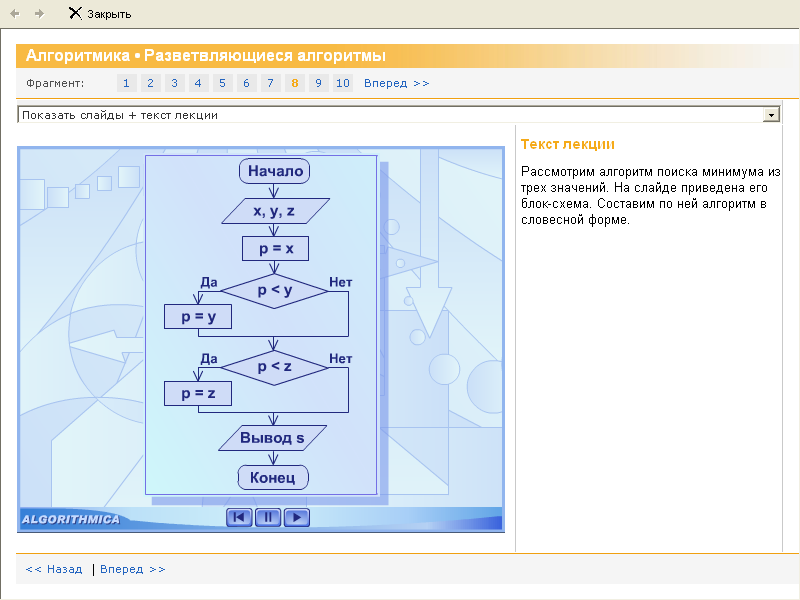 Закрыть
Алгоритмика • Разветвляющиеся алгоритмы
Фрагмент: 1 2 3 4 5 6 7 8 9 10 Вперед >>
Показать слайды + текст лекции
Начало
x, y, z
p = x
Да p < y Нет
p = y
Да p < z Нет
p = z
Вывод s
Конец
ALGORITHMICA
Текст лекции
Рассмотрим алгоритм поиска минимума из
трех значений. На слайде приведена его
блок-схема. Составим по ней алгоритм в
словесной форме.
<< Назад | Вперед >>